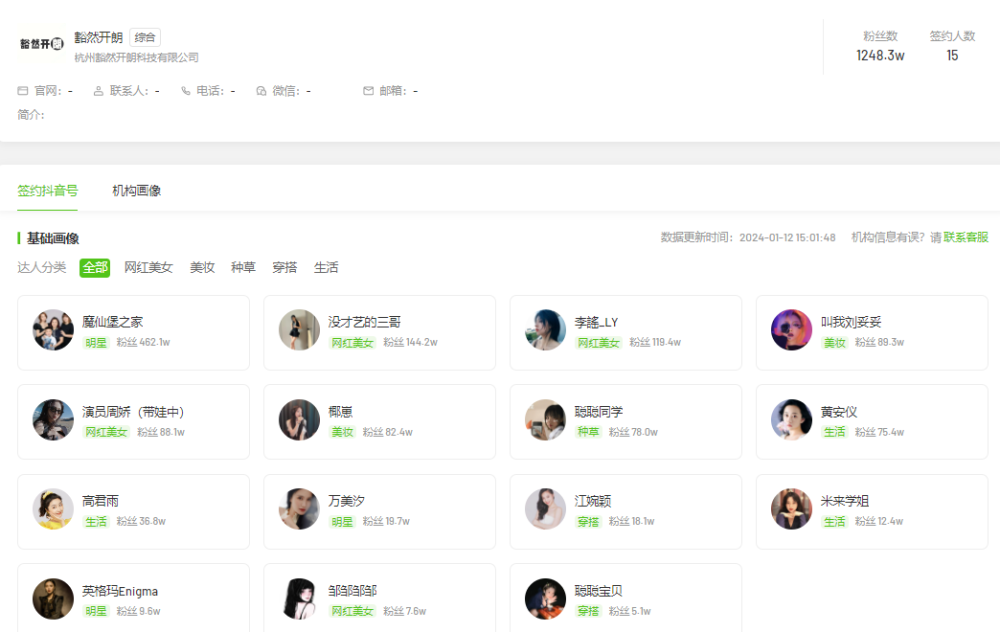 豁然开朗
豁然开朗 综合
杭州豁然开朗科技有限公司
粉丝数 签约人数
1248.3w 15
官网: - 联系人: - 电话: - 微信: - 邮箱: -
简介:
签约抖音号 机构画像
基础画像 数据更新时间: 2024-01-12 15:01:48 机构信息有误? 请 联系客服
达人分类 全部 网红美女 美妆 种草 穿搭 生活
魔仙堡之家 没才艺的三哥 李謠_LY 叫我刘妥妥
明星 粉丝 462.1w 网红美女 粉丝 144.2w 网红美女 粉丝 119.4w 美妆 粉丝 89.3w
演员周娇（带娃中） 椰崽 聪聪同学 黄安仪
网红美女 粉丝 88.1w 美妆 粉丝 82.4w 种草 粉丝 78.0w 生活 粉丝 75.4w
高君雨 万美汐 江婉颖 米来学姐
生活 粉丝 36.8w 明星 粉丝 19.7w 穿搭 粉丝 18.1w 生活 粉丝 12.4w
英格玛Enigma 邹邹邹邹 聪聪宝贝
明星 粉丝 9.6w 网红美女 粉丝 7.6w 穿搭 粉丝 5.1w